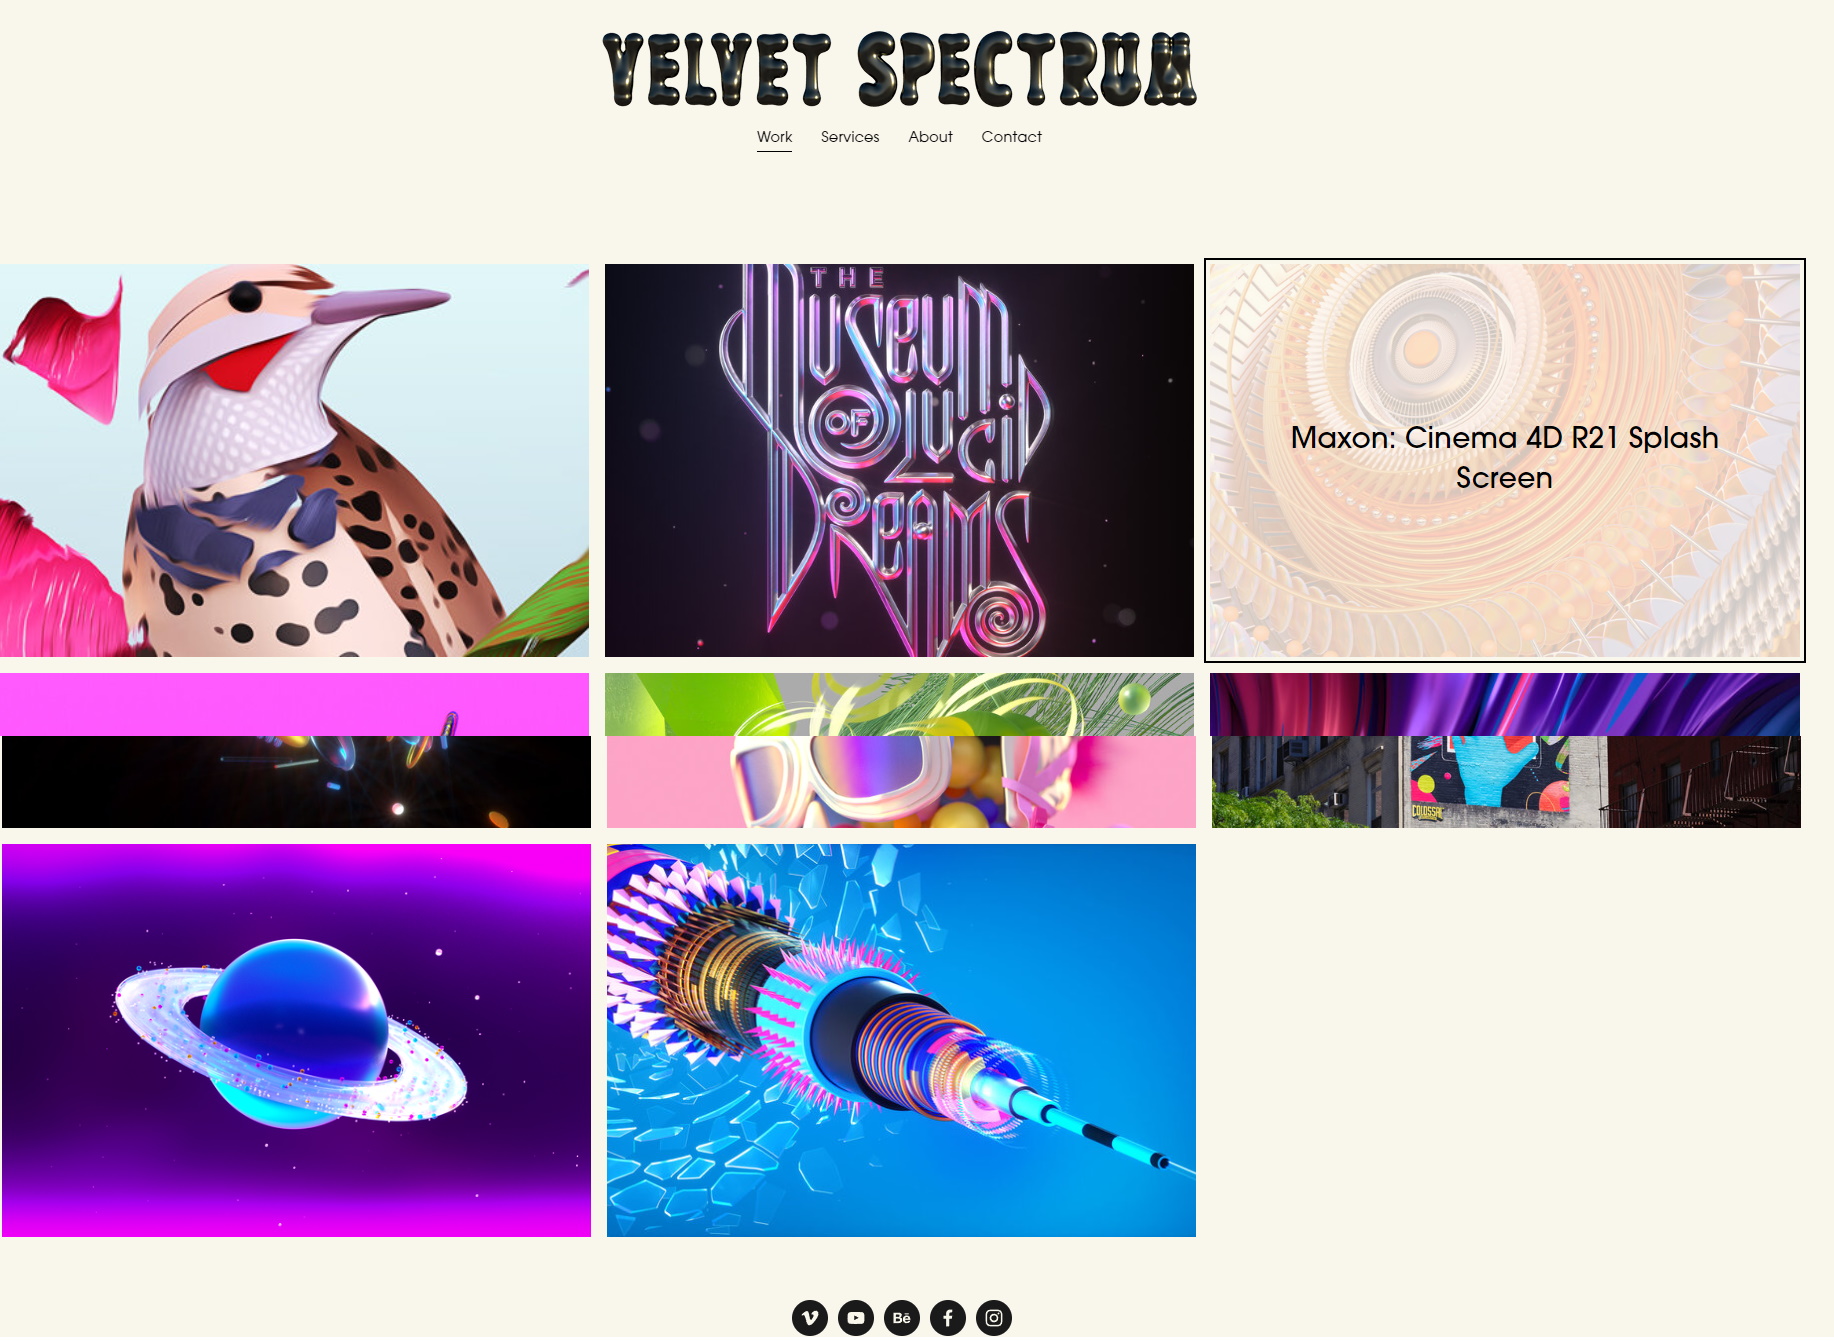 VELVET SPECTRUM
Work Services About Contact
THE
MUSEUM
OF LUCID
DREAMS
Maxon: Cinema 4D R21 Splash
Screen
COLOSSAL
Bē